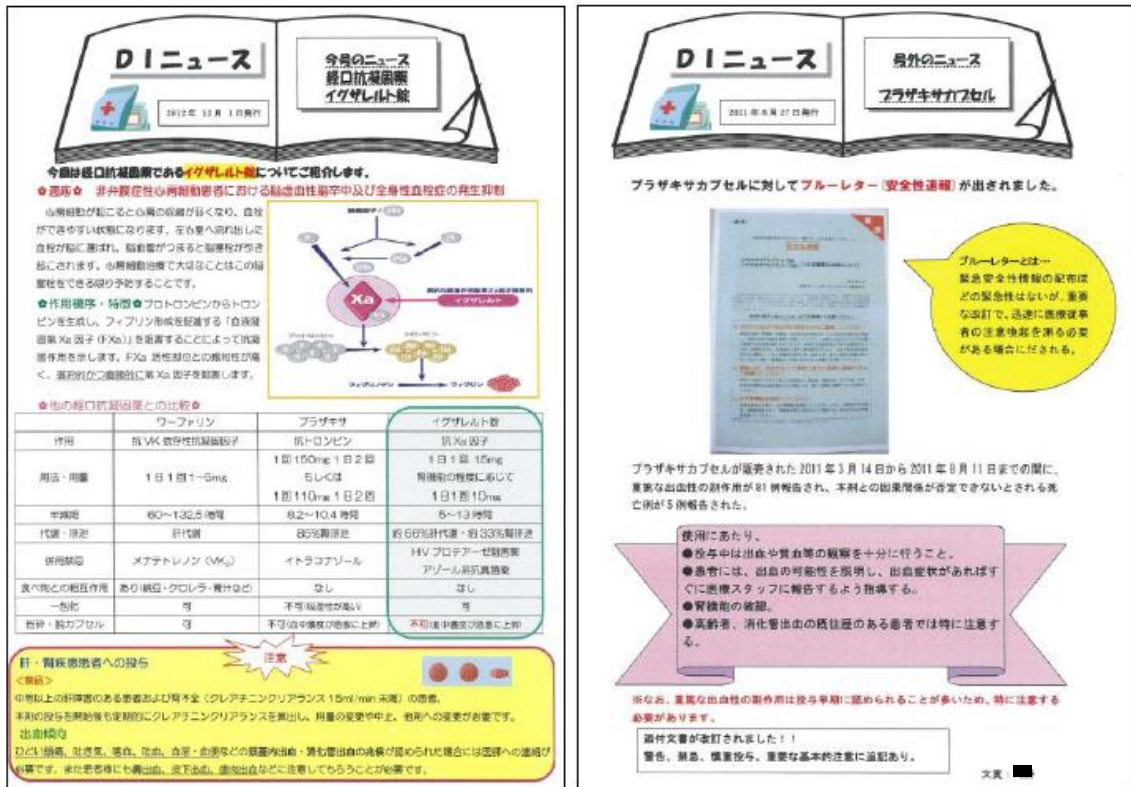 DIニュース
今号のニュース
経口抗凝固薬
イグザレルト錠
2012年 12月 1日発行
今回は経口抗凝固薬であるイグザレルト錠についてご紹介します。
✿適応✿ 非弁膜症性心房細動患者における脳虚血性脳卒中及び全身性血栓症の発生抑制
心房細動が起こると心房の収縮が弱くなり、血栓
ができやすい状態になります。左心室へ流れ出した
血栓が脳に運ばれ、脳血管がつまると脳塞栓が引き
起こされます。心房細動治療で大切なことはこの脳
塞栓をできる限り予防することです。
✿作用機序・特徴✿プロトロンビンからトロン
ビンを生成し、フィブリン形成を促進する「血液凝
固第Xa因子(FXa)」を阻害することによって抗凝
固作用を示します。FXa 活性部位との親和性が高
く、選択的かつ直接的に第Xa因子を阻害します。
Xa
イグザレルト
フィブリノゲン
フィブリン
✿他の経口抗凝固薬との比較✿
ワーファリン プラザキサ イグザレルト錠
作用 抗VK依存性抗凝固因子 抗トロンビン 抗Xa因子
用法・用量 1日1回1~5mg 1回150mg 1日2回 もしくは 1回110mg 1日2回 1日1回 15mg 腎機能の程度に応じて 1日1回10mg
半減期 60~132.5時間 8.2~10.4時間 5~13時間
代謝・排泄 肝代謝 85%腎排泄 約66%肝代謝・約33%腎排泄
併用禁忌 メナテトレノン(VK₂) イトラコナゾール HIVプロテアーゼ阻害薬 アゾール系抗真菌薬
食べ物との相互作用 あり(納豆・クロレラ・青汁など) なし なし
一包化 可 不可(吸湿性が高い) 可
粉砕・脱カプセル 可 不可(血中濃度が急激に上昇) 不可(血中濃度が急激に上昇)
注意
肝・腎疾患患者への投与
<禁忌>
中等以上の肝障害のある患者および腎不全(クレアチニンクリアランス 15ml/min 未満)の患者。
本剤の投与を開始後も定期的にクレアチニンクリアランスを算出し、用量の変更や中止、他剤への変更が必要です。
出血傾向
ひどい頭痛、吐き気、喀血、吐血、血尿・血便などの頭蓋内出血・消化管出血の兆候が認められた場合には医師への連絡が
必要です。また患者様にも鼻出血、皮下出血、歯肉出血などに注意してもらうことが必要です。
DIニュース
号外のニュース
プラザキサカプセル
2011年8月27日発行
プラザキサカプセルに対してブルーレター(安全性速報)が出されました。
ブルーレターとは…
緊急安全性情報の配布ほ
どの緊急性はないが、重要
な改訂で、迅速に医療従事
者の注意喚起を図る必要
がある場合にだされる。
プラザキサカプセルが販売された2011年3月14日から2011年8月11日までの間に、
重篤な出血性の副作用が81例報告され、本剤との因果関係が否定できないとされる死
亡例が5例報告された。
使用にあたり、
●投与中は出血や貧血等の観察を十分に行うこと。
●患者には、出血の可能性を説明し、出血症状があればす
ぐに医療スタッフに報告するよう指導する。
●腎機能の確認。
●高齢者、消化管出血の既往歴のある患者では特に注意す
る。
※なお、重篤な出血性の副作用は投与早期に認められることが多いため、特に注意する
必要があります。
添付文書が改訂されました!!
警告、禁忌、慎重投与、重要な基本的注意に追記あり。
文責: